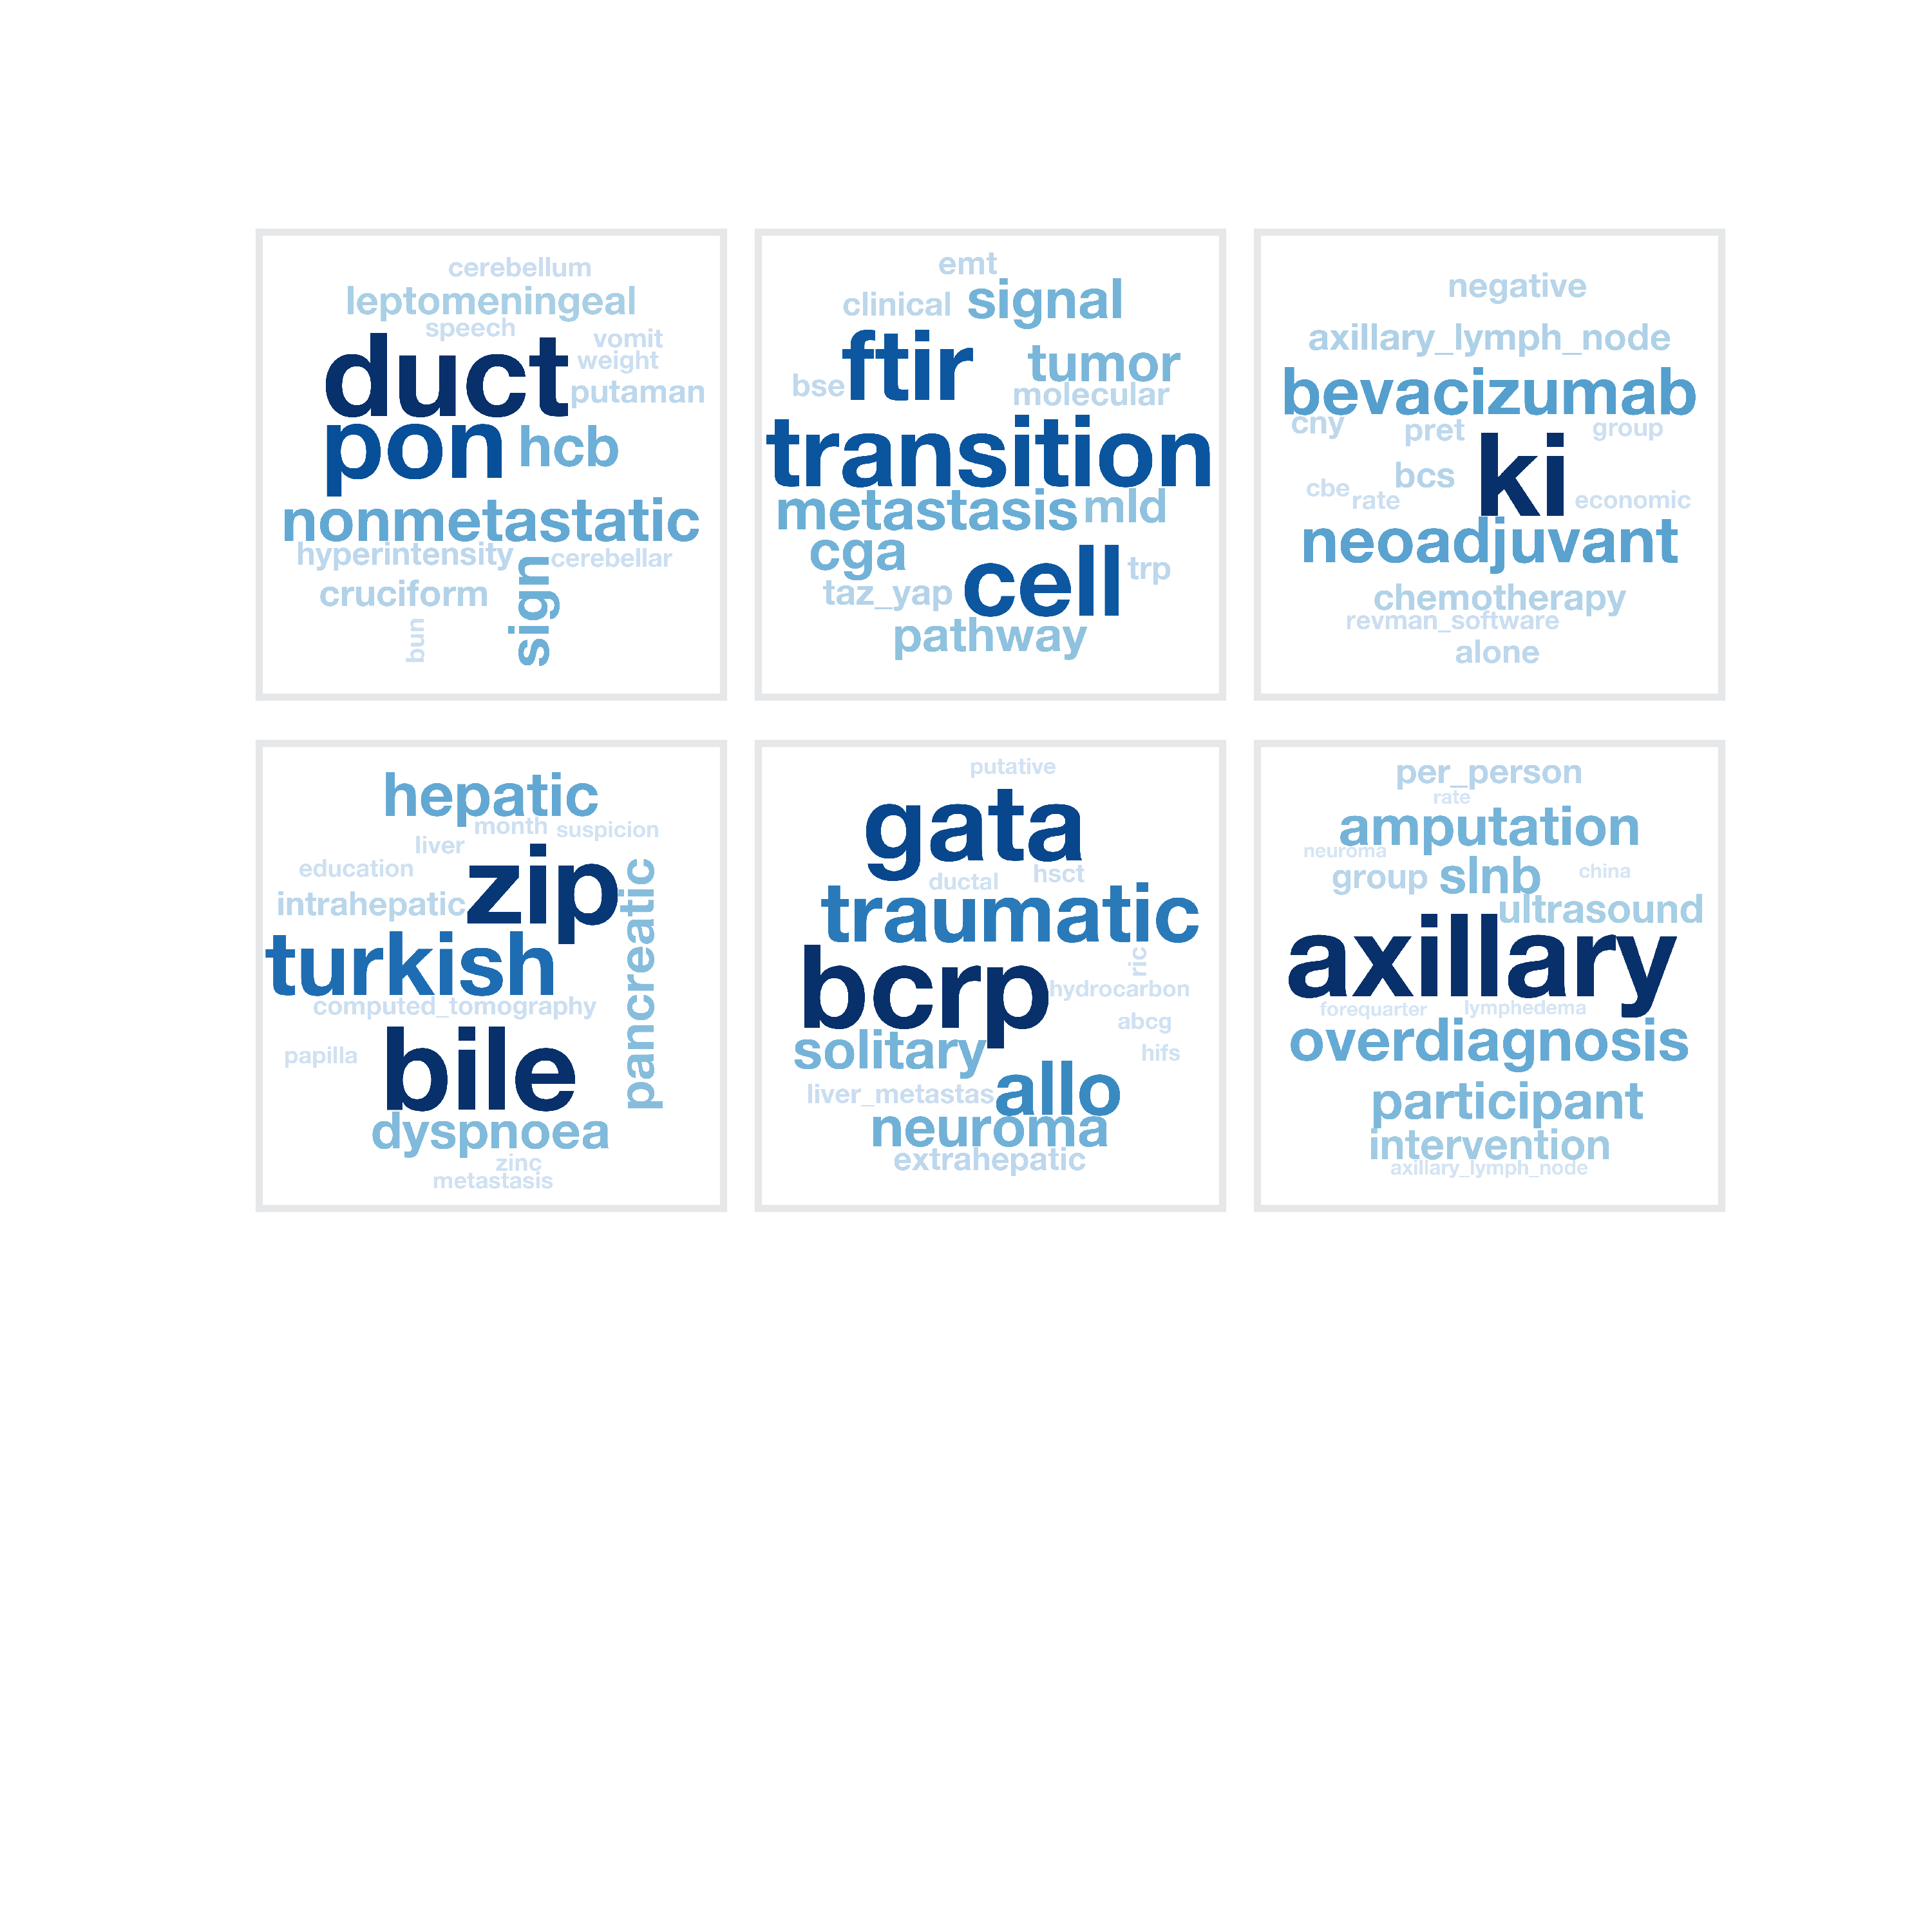 cerebellum
leptomeningeal
speech
vomit
duct
weight
putaman
pon
hcb
nonmetastatic
hyperintensity
cerebellar
cruciform
sign
bun
emt
clinical
signal
ftir
tumor
bse
molecular
transition
metastasis
mld
cga
taz_yap
cell
trp
pathway
negative
axillary_lymph_node
bevacizumab
cny
pret
group
ki
bcs
cbe
rate
economic
neoadjuvant
chemotherapy
revman_software
alone
hepatic
month
suspicion
liver
education
zip
intrahepatic
pancreatic
turkish
computed_tomography
papilla
bile
dyspnoea
zinc
metastasis
putative
gata
ductal
hsct
traumatic
ric
bcrp
hydrocarbon
abcg
solitary
hifs
liver_metastas
allo
neuroma
extrahepatic
per_person
rate
amputation
neuroma
group
slnb
china
ultrasound
axillary
forequarter
lymphedema
overdiagnosis
participant
intervention
axillary_lymph_node